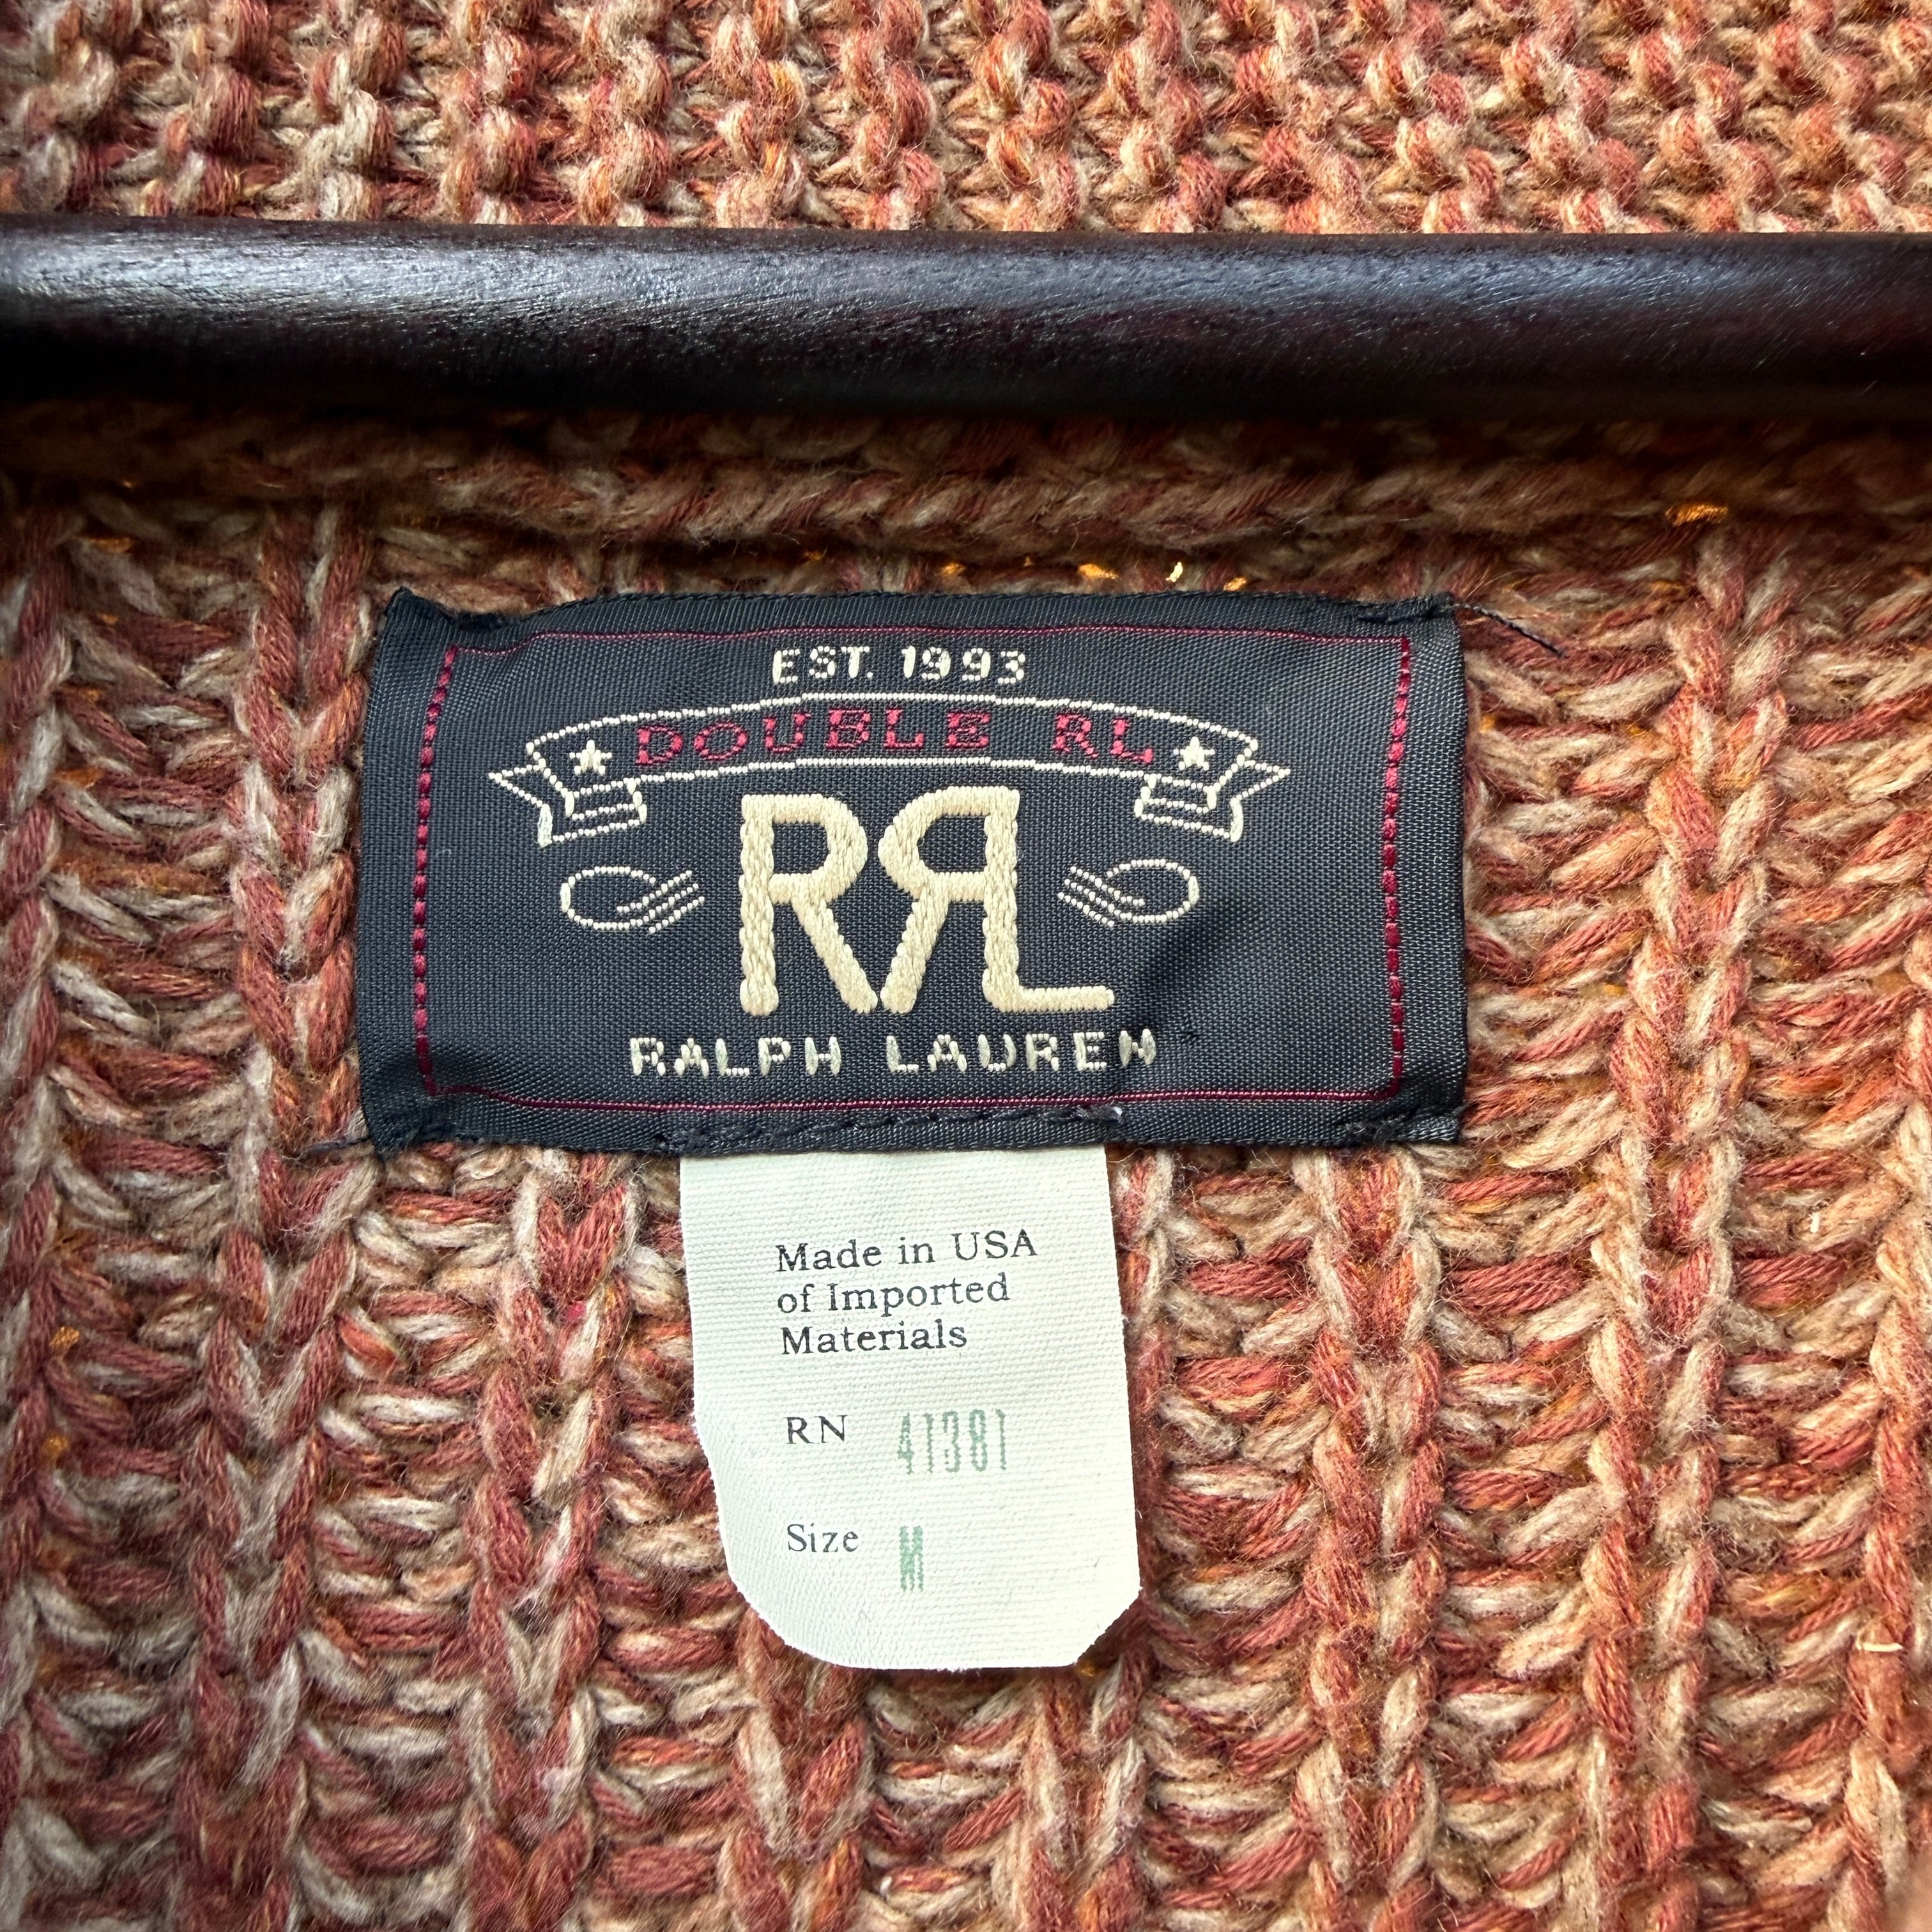 EST. 1993
DOUBLE RL
RRL
RALPH LAUREN
Made in USA
of Imported
Materials
RN 41381
Size M